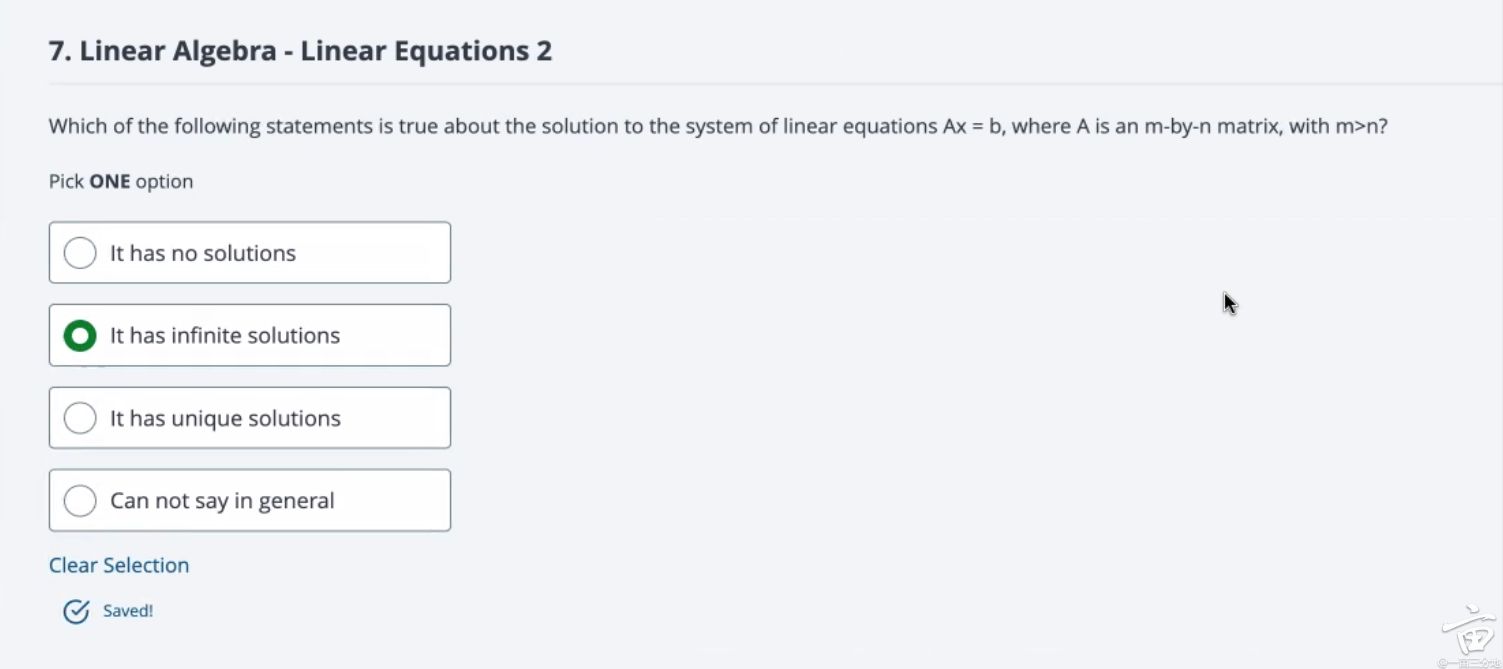 7. Linear Algebra - Linear Equations 2
Which of the following statements is true about the solution to the system of linear equations Ax = b, where A is an m-by-n matrix, with m>n?
Pick ONE option
It has no solutions
It has infinite solutions
It has unique solutions
Can not say in general
Clear Selection
Saved!